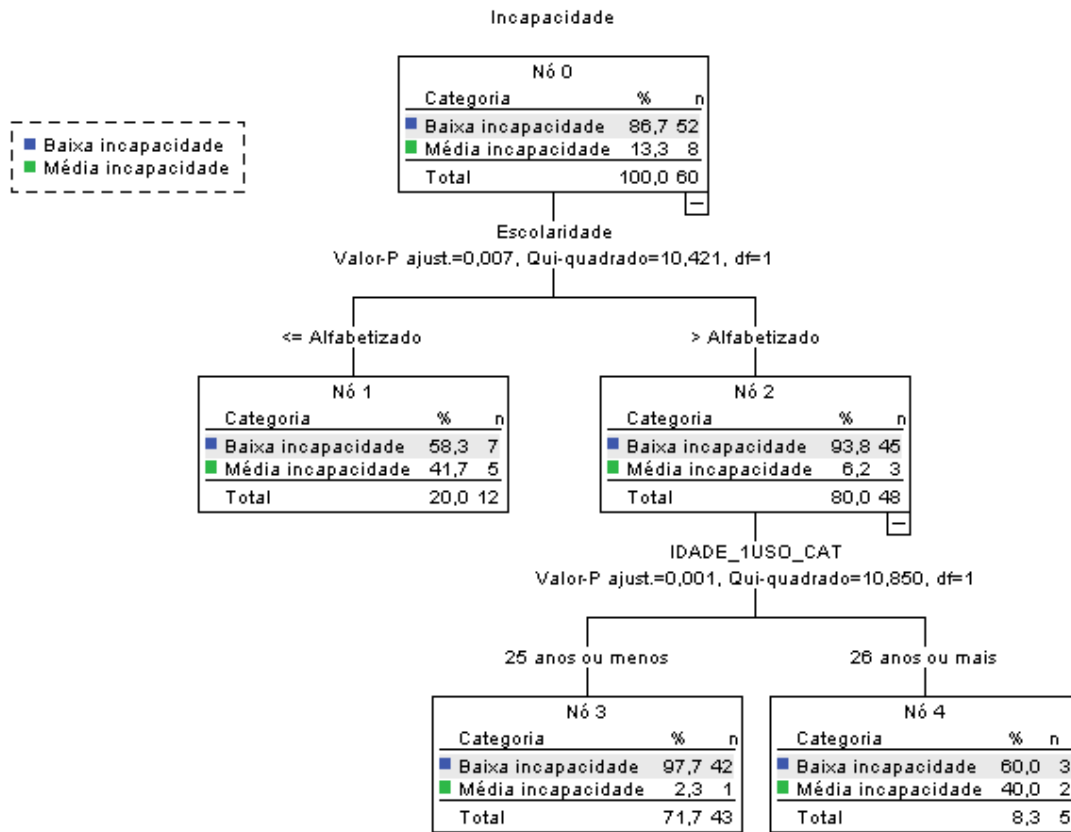 Incapacidade
Nó 0
Categoria % n
Baixa incapacidade 86,7 52
Média incapacidade 13,3 8
Total 100,0 60
Baixa incapacidade
Média incapacidade
Escolaridade
Valor-P ajust.=0,007, Qui-quadrado=10,421, df=1
<= Alfabetizado
> Alfabetizado
Nó 1
Categoria % n
Baixa incapacidade 58,3 7
Média incapacidade 41,7 5
Total 20,0 12
Nó 2
Categoria % n
Baixa incapacidade 93,8 45
Média incapacidade 6,2 3
Total 80,0 48
IDADE_1USO_CAT
Valor-P ajust.=0,001, Qui-quadrado=10,850, df=1
25 anos ou menos
26 anos ou mais
Nó 3
Categoria % n
Baixa incapacidade 97,7 42
Média incapacidade 2,3 1
Total 71,7 43
Nó 4
Categoria % n
Baixa incapacidade 60,0 3
Média incapacidade 40,0 2
Total 8,3 5